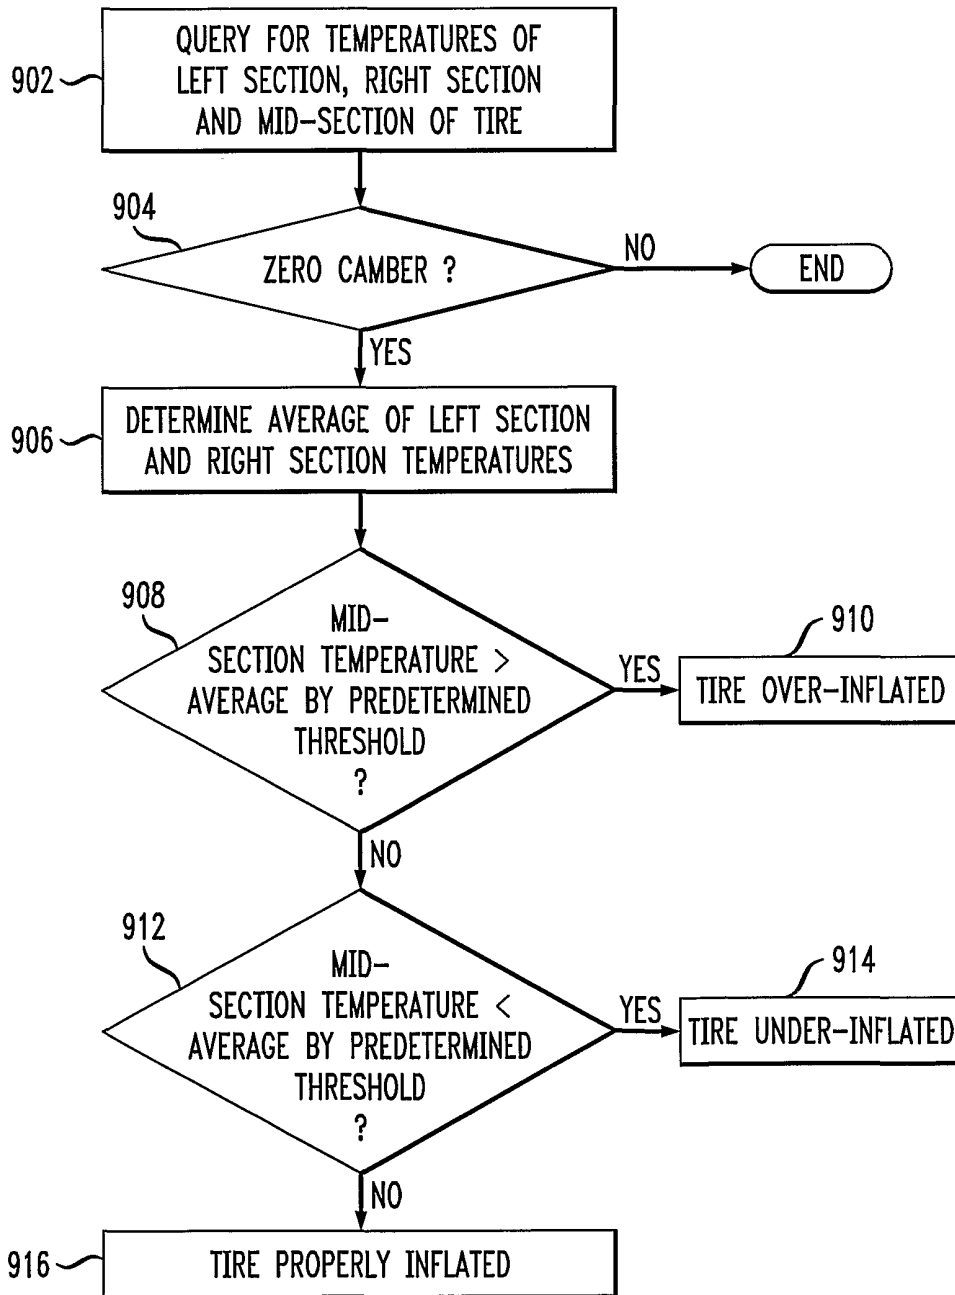 902
QUERY FOR TEMPERATURES OF
LEFT SECTION, RIGHT SECTION
AND MID-SECTION OF TIRE
904
ZERO CAMBER ?
NO
END
YES
906
DETERMINE AVERAGE OF LEFT SECTION
AND RIGHT SECTION TEMPERATURES
908
MID-
SECTION TEMPERATURE >
AVERAGE BY PREDETERMINED
THRESHOLD
?
YES
910
TIRE OVER-INFLATED
NO
912
MID-
SECTION TEMPERATURE <
AVERAGE BY PREDETERMINED
THRESHOLD
?
YES
914
TIRE UNDER-INFLATED
NO
916
TIRE PROPERLY INFLATED